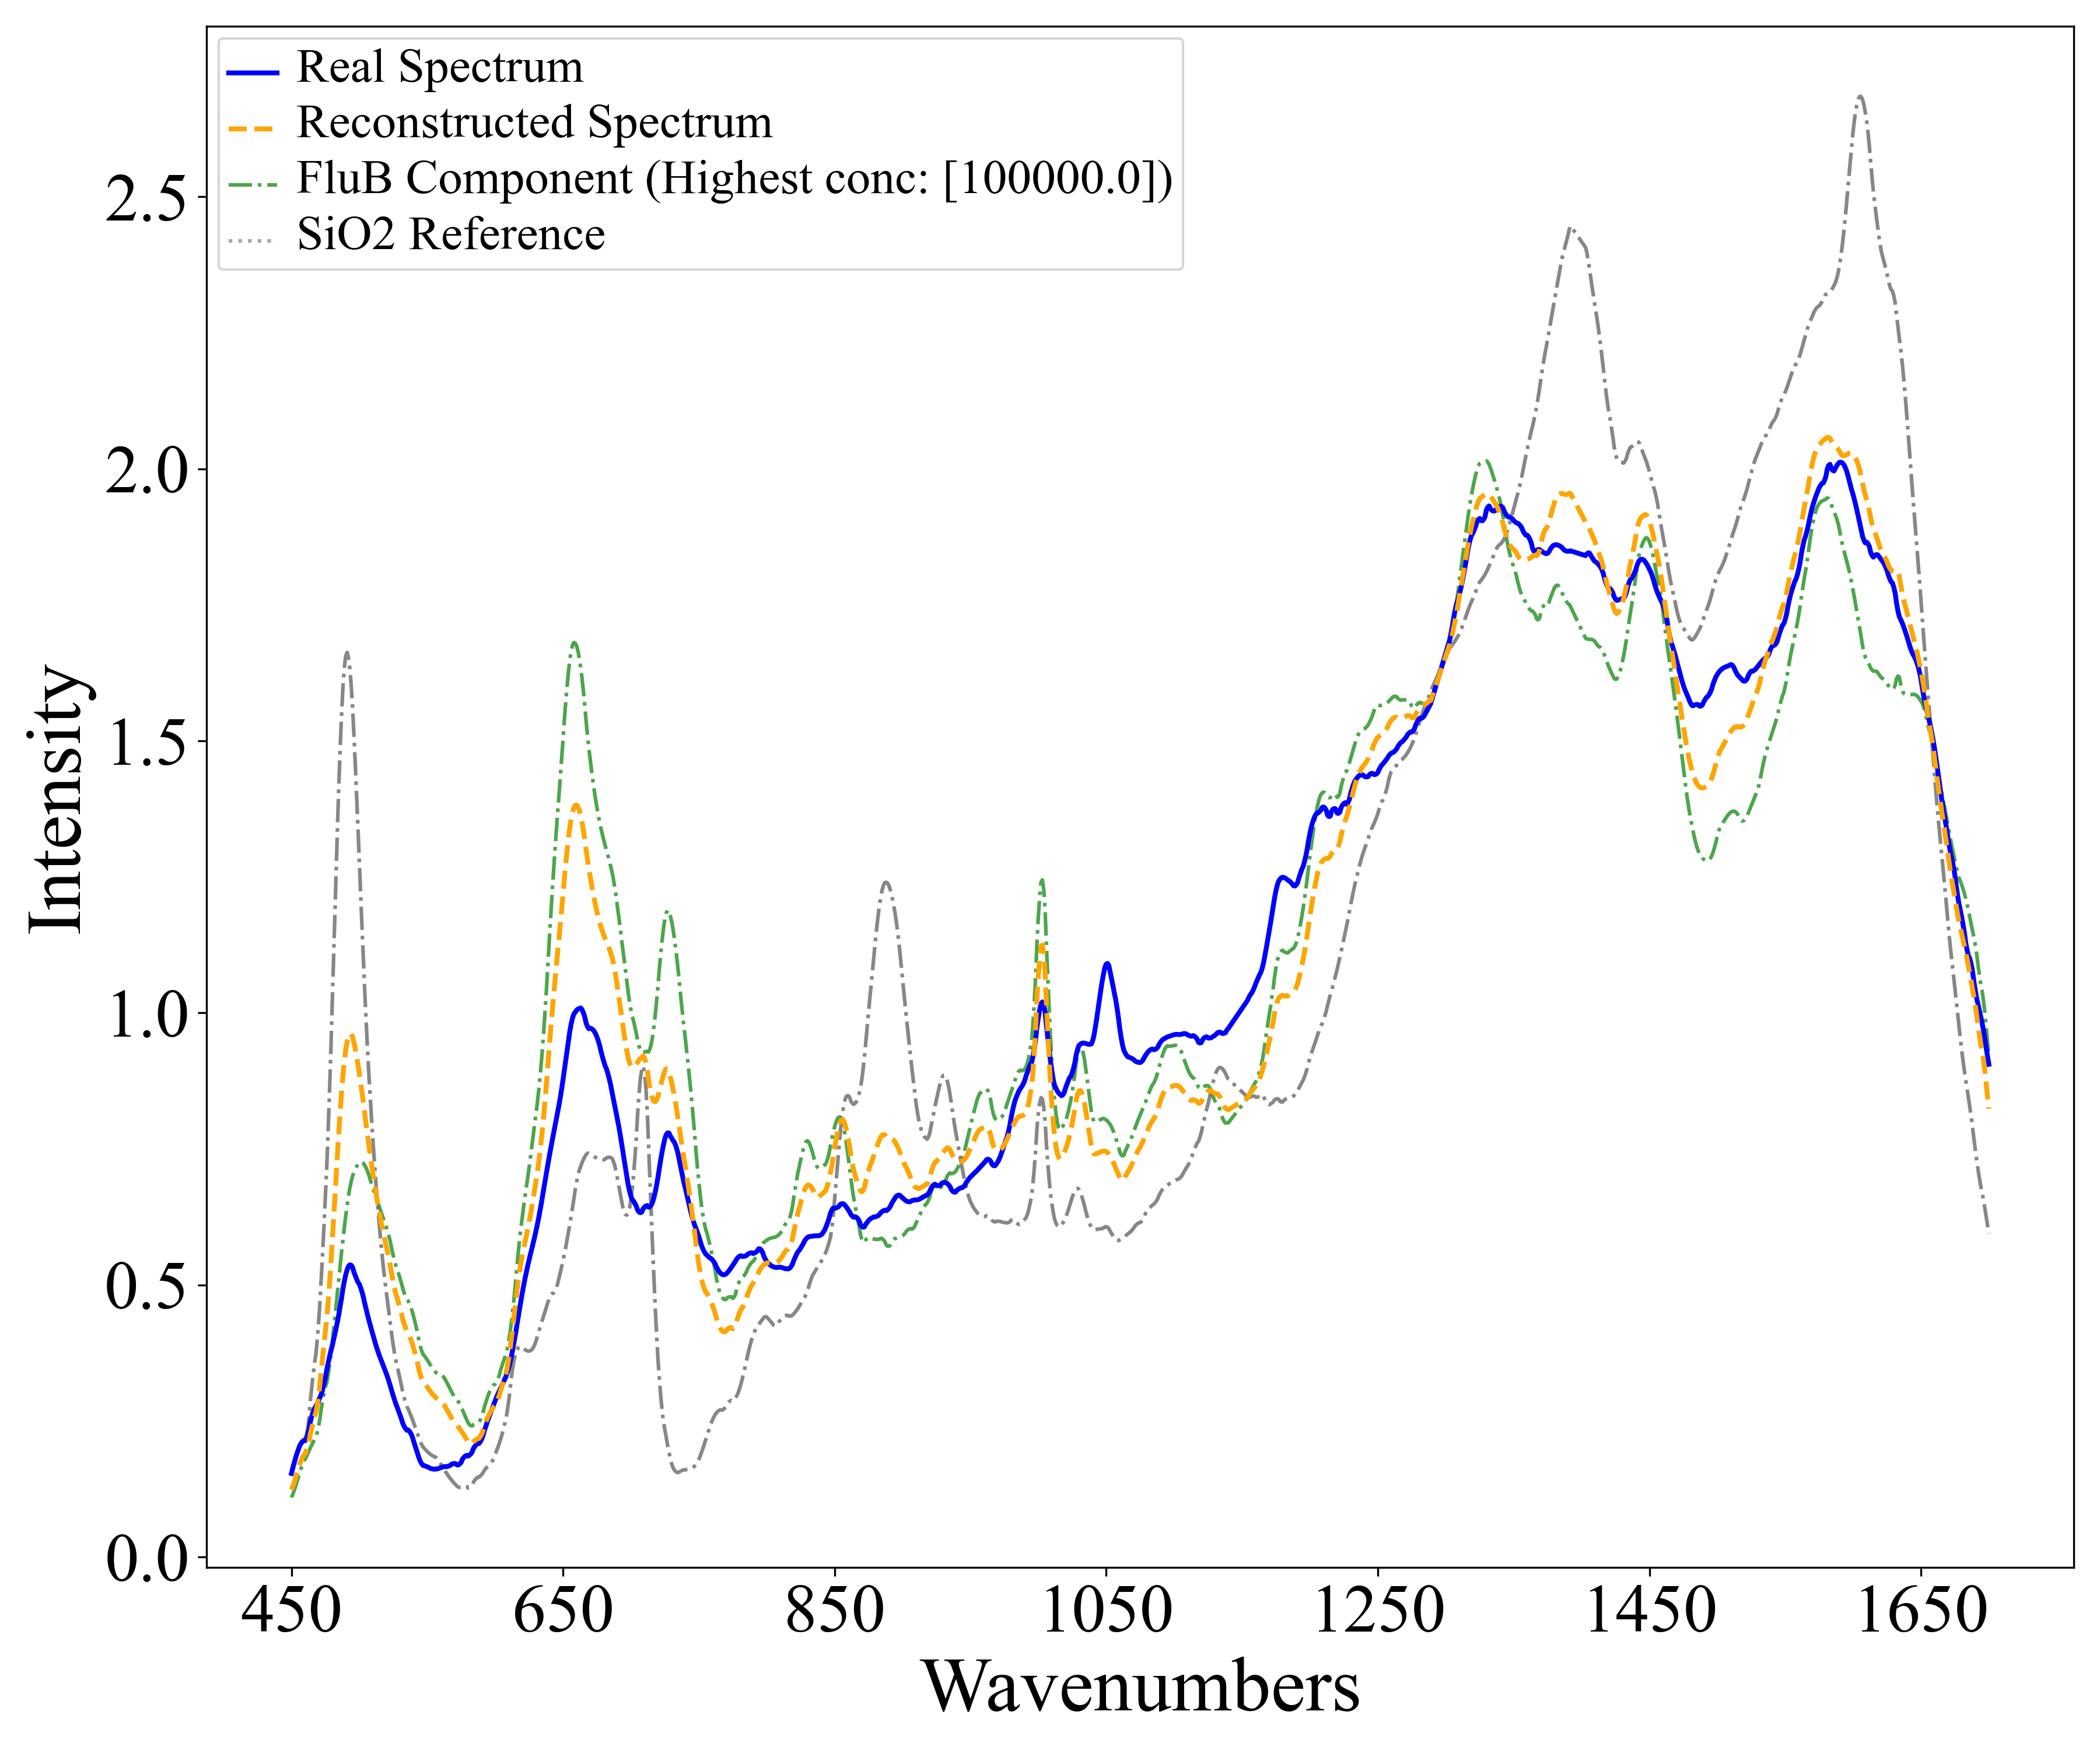 Real Spectrum
Reconstructed Spectrum
FluB Component (Highest conc: [100000.0])
SiO2 Reference
Intensity
2.5
2.0
1.5
1.0
0.5
0.0
450 650 850 1050 1250 1450 1650
Wavenumbers